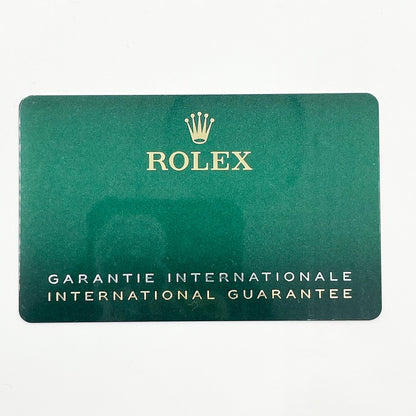 ROLEX
GARANTIE INTERNATIONALE
INTERNATIONAL GUARANTEE